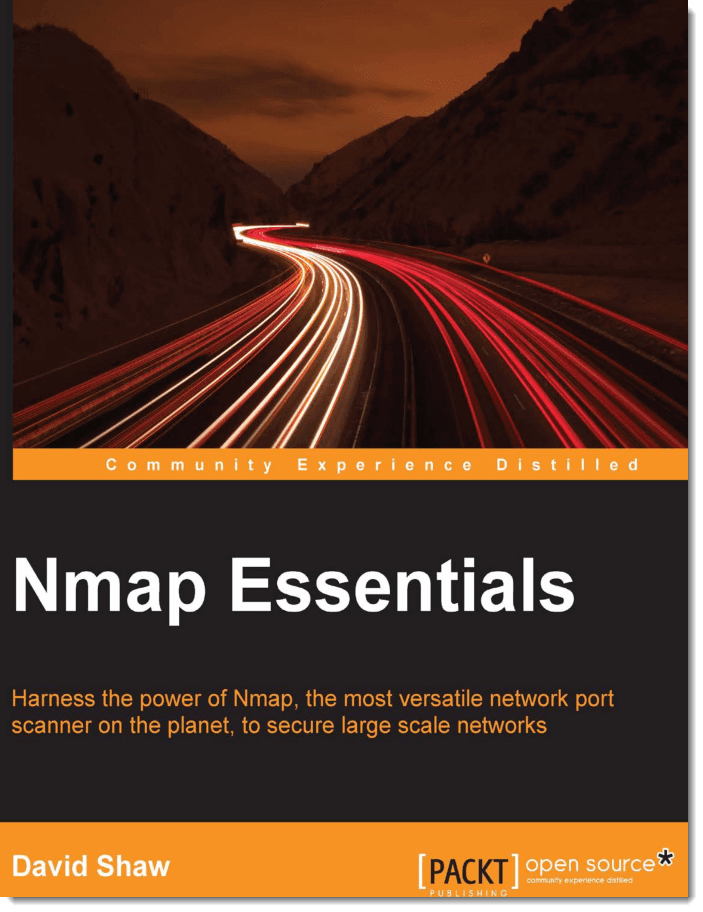 Community Experience Distilled
Nmap Essentials
Harness the power of Nmap, the most versatile network port
scanner on the planet, to secure large scale networks
David Shaw
[PACKT] open source*
PUBLISHING
community experience distilled